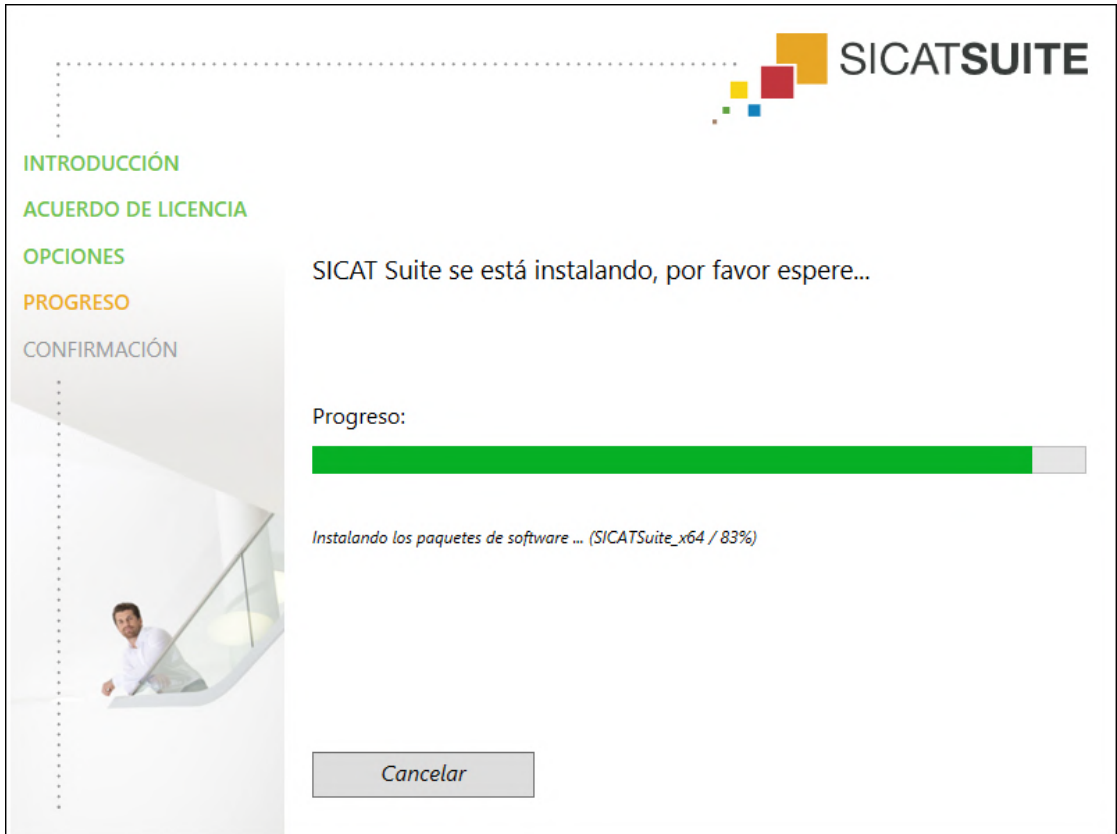 SICATSUITE
INTRODUCCIÓN
ACUERDO DE LICENCIA
OPCIONES
PROGRESO
CONFIRMACIÓN
SICAT Suite se está instalando, por favor espere...
Progreso:
Instalando los paquetes de software ... (SICATSuite_x64 / 83%)
Cancelar